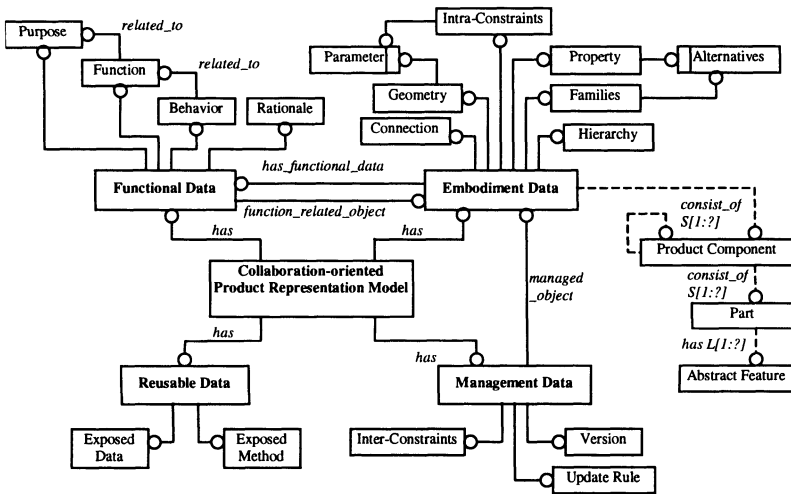 Purpose
related_to
Intra-Constraints
Function
related_to
Parameter
Property
Alternatives
Behavior
Rationale
Geometry
Families
Connection
Hierarchy
has_functional_data
Functional Data
Embodiment Data
function_related_object
consist_of
S[1:?]
has
has
Product Component
Collaboration-oriented
Product Representation Model
managed
_object
consist_of
S[1:?]
Part
has
has
has L[1:?]
Reusable Data
Management Data
Abstract Feature
Exposed
Data
Exposed
Method
Inter-Constraints
Version
Update Rule